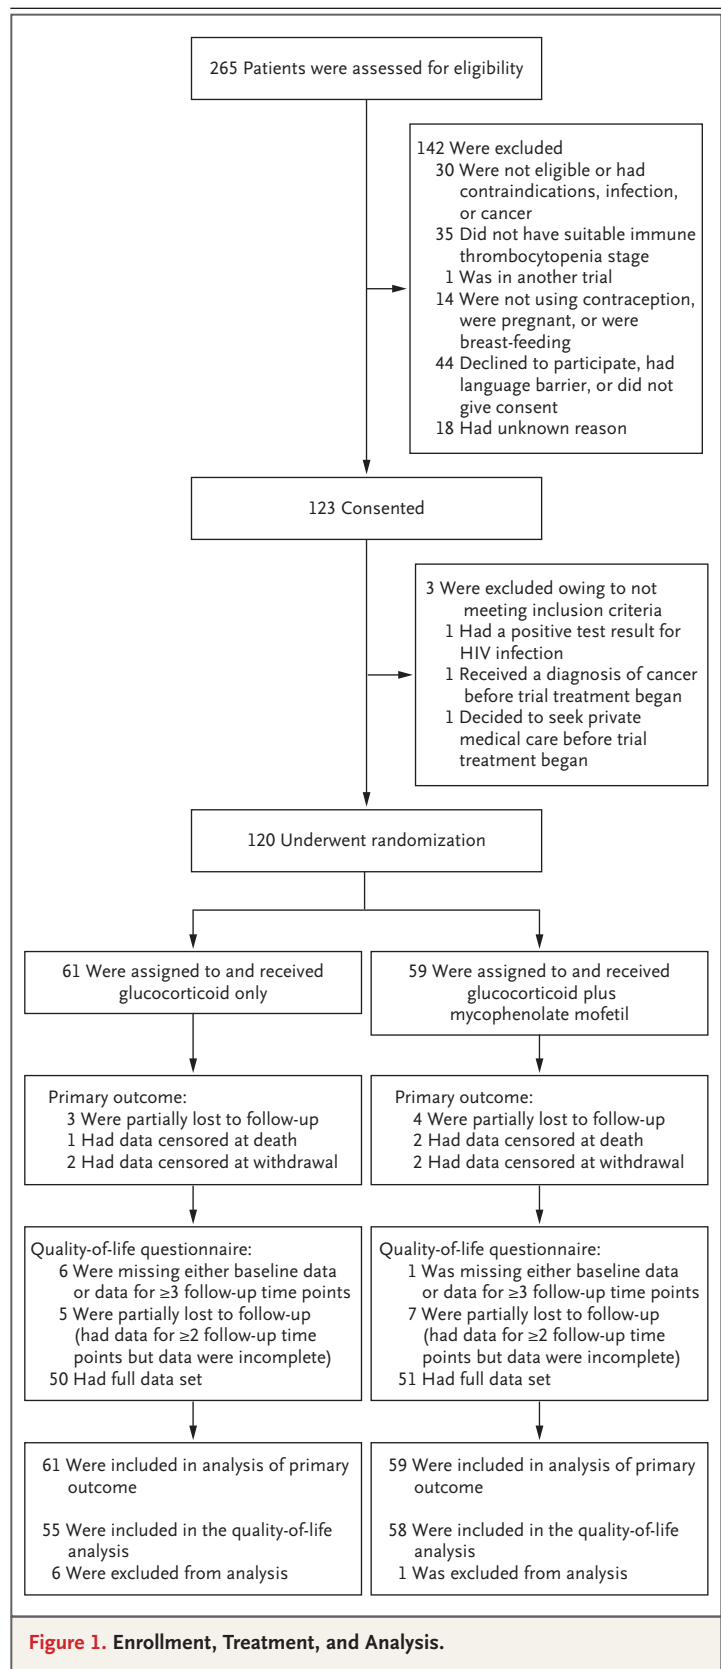 265 Patients were assessed for eligibility
142 Were excluded
30 Were not eligible or had
contraindications, infection,
or cancer
35 Did not have suitable immune
thrombocytopenia stage
1 Was in another trial
14 Were not using contraception,
were pregnant, or were
breast-feeding
44 Declined to participate, had
language barrier, or did not
give consent
18 Had unknown reason
123 Consented
3 Were excluded owing to not
meeting inclusion criteria
1 Had a positive test result for
HIV infection
1 Received a diagnosis of cancer
before trial treatment began
1 Decided to seek private
medical care before trial
treatment began
120 Underwent randomization
61 Were assigned to and received
glucocorticoid only
59 Were assigned to and received
glucocorticoid plus
mycophenolate mofetil
Primary outcome:
3 Were partially lost to follow-up
1 Had data censored at death
2 Had data censored at withdrawal
Primary outcome:
4 Were partially lost to follow-up
2 Had data censored at death
2 Had data censored at withdrawal
Quality-of-life questionnaire:
6 Were missing either baseline data
or data for ≥3 follow-up time points
5 Were partially lost to follow-up
(had data for ≥2 follow-up time
points but data were incomplete)
50 Had full data set
Quality-of-life questionnaire:
1 Was missing either baseline data
or data for ≥3 follow-up time points
7 Were partially lost to follow-up
(had data for ≥2 follow-up time
points but data were incomplete)
51 Had full data set
61 Were included in analysis of primary
outcome
55 Were included in the quality-of-life
analysis
6 Were excluded from analysis
59 Were included in analysis of primary
outcome
58 Were included in the quality-of-life
analysis
1 Was excluded from analysis
Figure 1. Enrollment, Treatment, and Analysis.